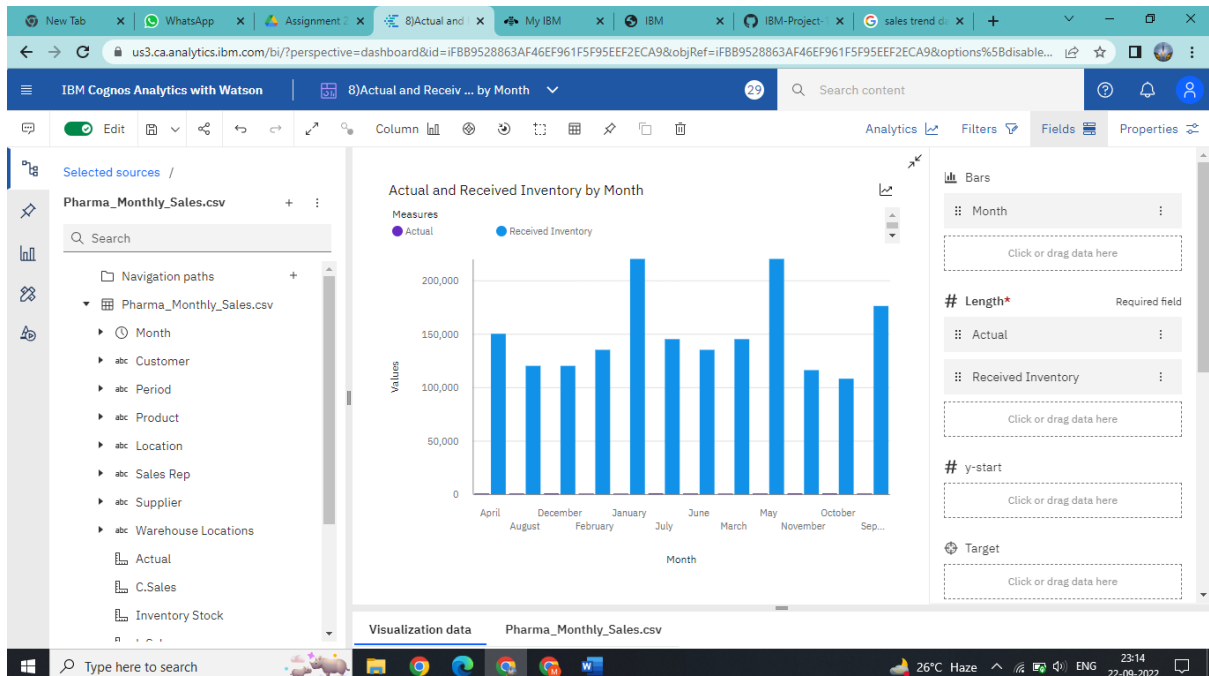 New Tab
WhatsApp
Assignment 2
8)Actual and
My IBM
IBM
IBM-Project-
sales trend d
us3.ca.analytics.ibm.com/bi/?perspective=dashboard&id=iFBB9528863AF46EF961F5F95EEF2ECA9&objRef=iFBB9528863AF46EF961F5F95EEF2ECA9&options%5Bdisable...
IBM Cognos Analytics with Watson
8)Actual and Receiv ... by Month
29
Search content
Edit
Column
Analytics
Filters
Fields
Properties
Selected sources /
Pharma_Monthly_Sales.csv
Search
Navigation paths
Pharma_Monthly_Sales.csv
Month
abc Customer
abc Period
abc Product
abc Location
abc Sales Rep
abc Supplier
abc Warehouse Locations
Actual
C.Sales
Inventory Stock
Actual and Received Inventory by Month
Measures
Actual
Received Inventory
200,000
150,000
100,000
50,000
0
Values
April
August
December
February
January
July
June
March
May
November
October
Sep...
Month
Bars
Month
Click or drag data here
# Length*
Required field
Actual
Received Inventory
Click or drag data here
# y-start
Click or drag data here
Target
Click or drag data here
Visualization data
Pharma_Monthly_Sales.csv
Type here to search
26°C Haze
ENG
23:14
22-09-2022